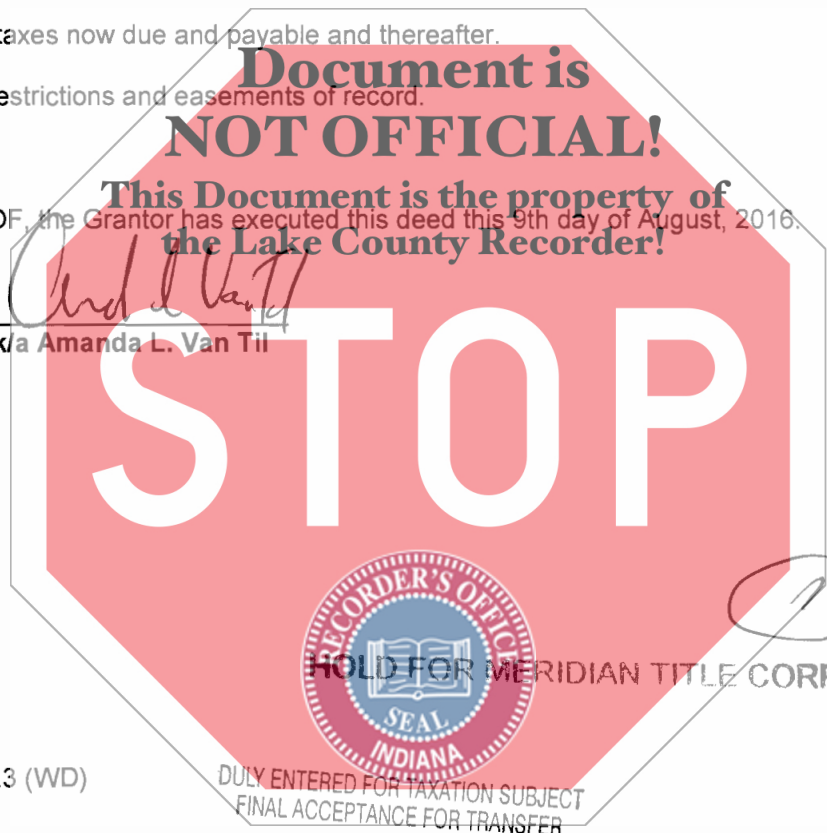 taxes now due and payable and thereafter.
Document is
estrictions and easements of record.
NOT OFFICIAL!
This Document is the property of
OF, the Grantor has executed this deed this 9th day of August, 2016.
the Lake County Recorder!
k/a Amanda L. Van Til
STOP
RECORDER'S OFFICE
HOLD FOR MERIDIAN TITLE CORP
SEAL
INDIANA
3 (WD)
DULY ENTERED FOR TAXATION SUBJECT
FINAL ACCEPTANCE FOR TRANSFER